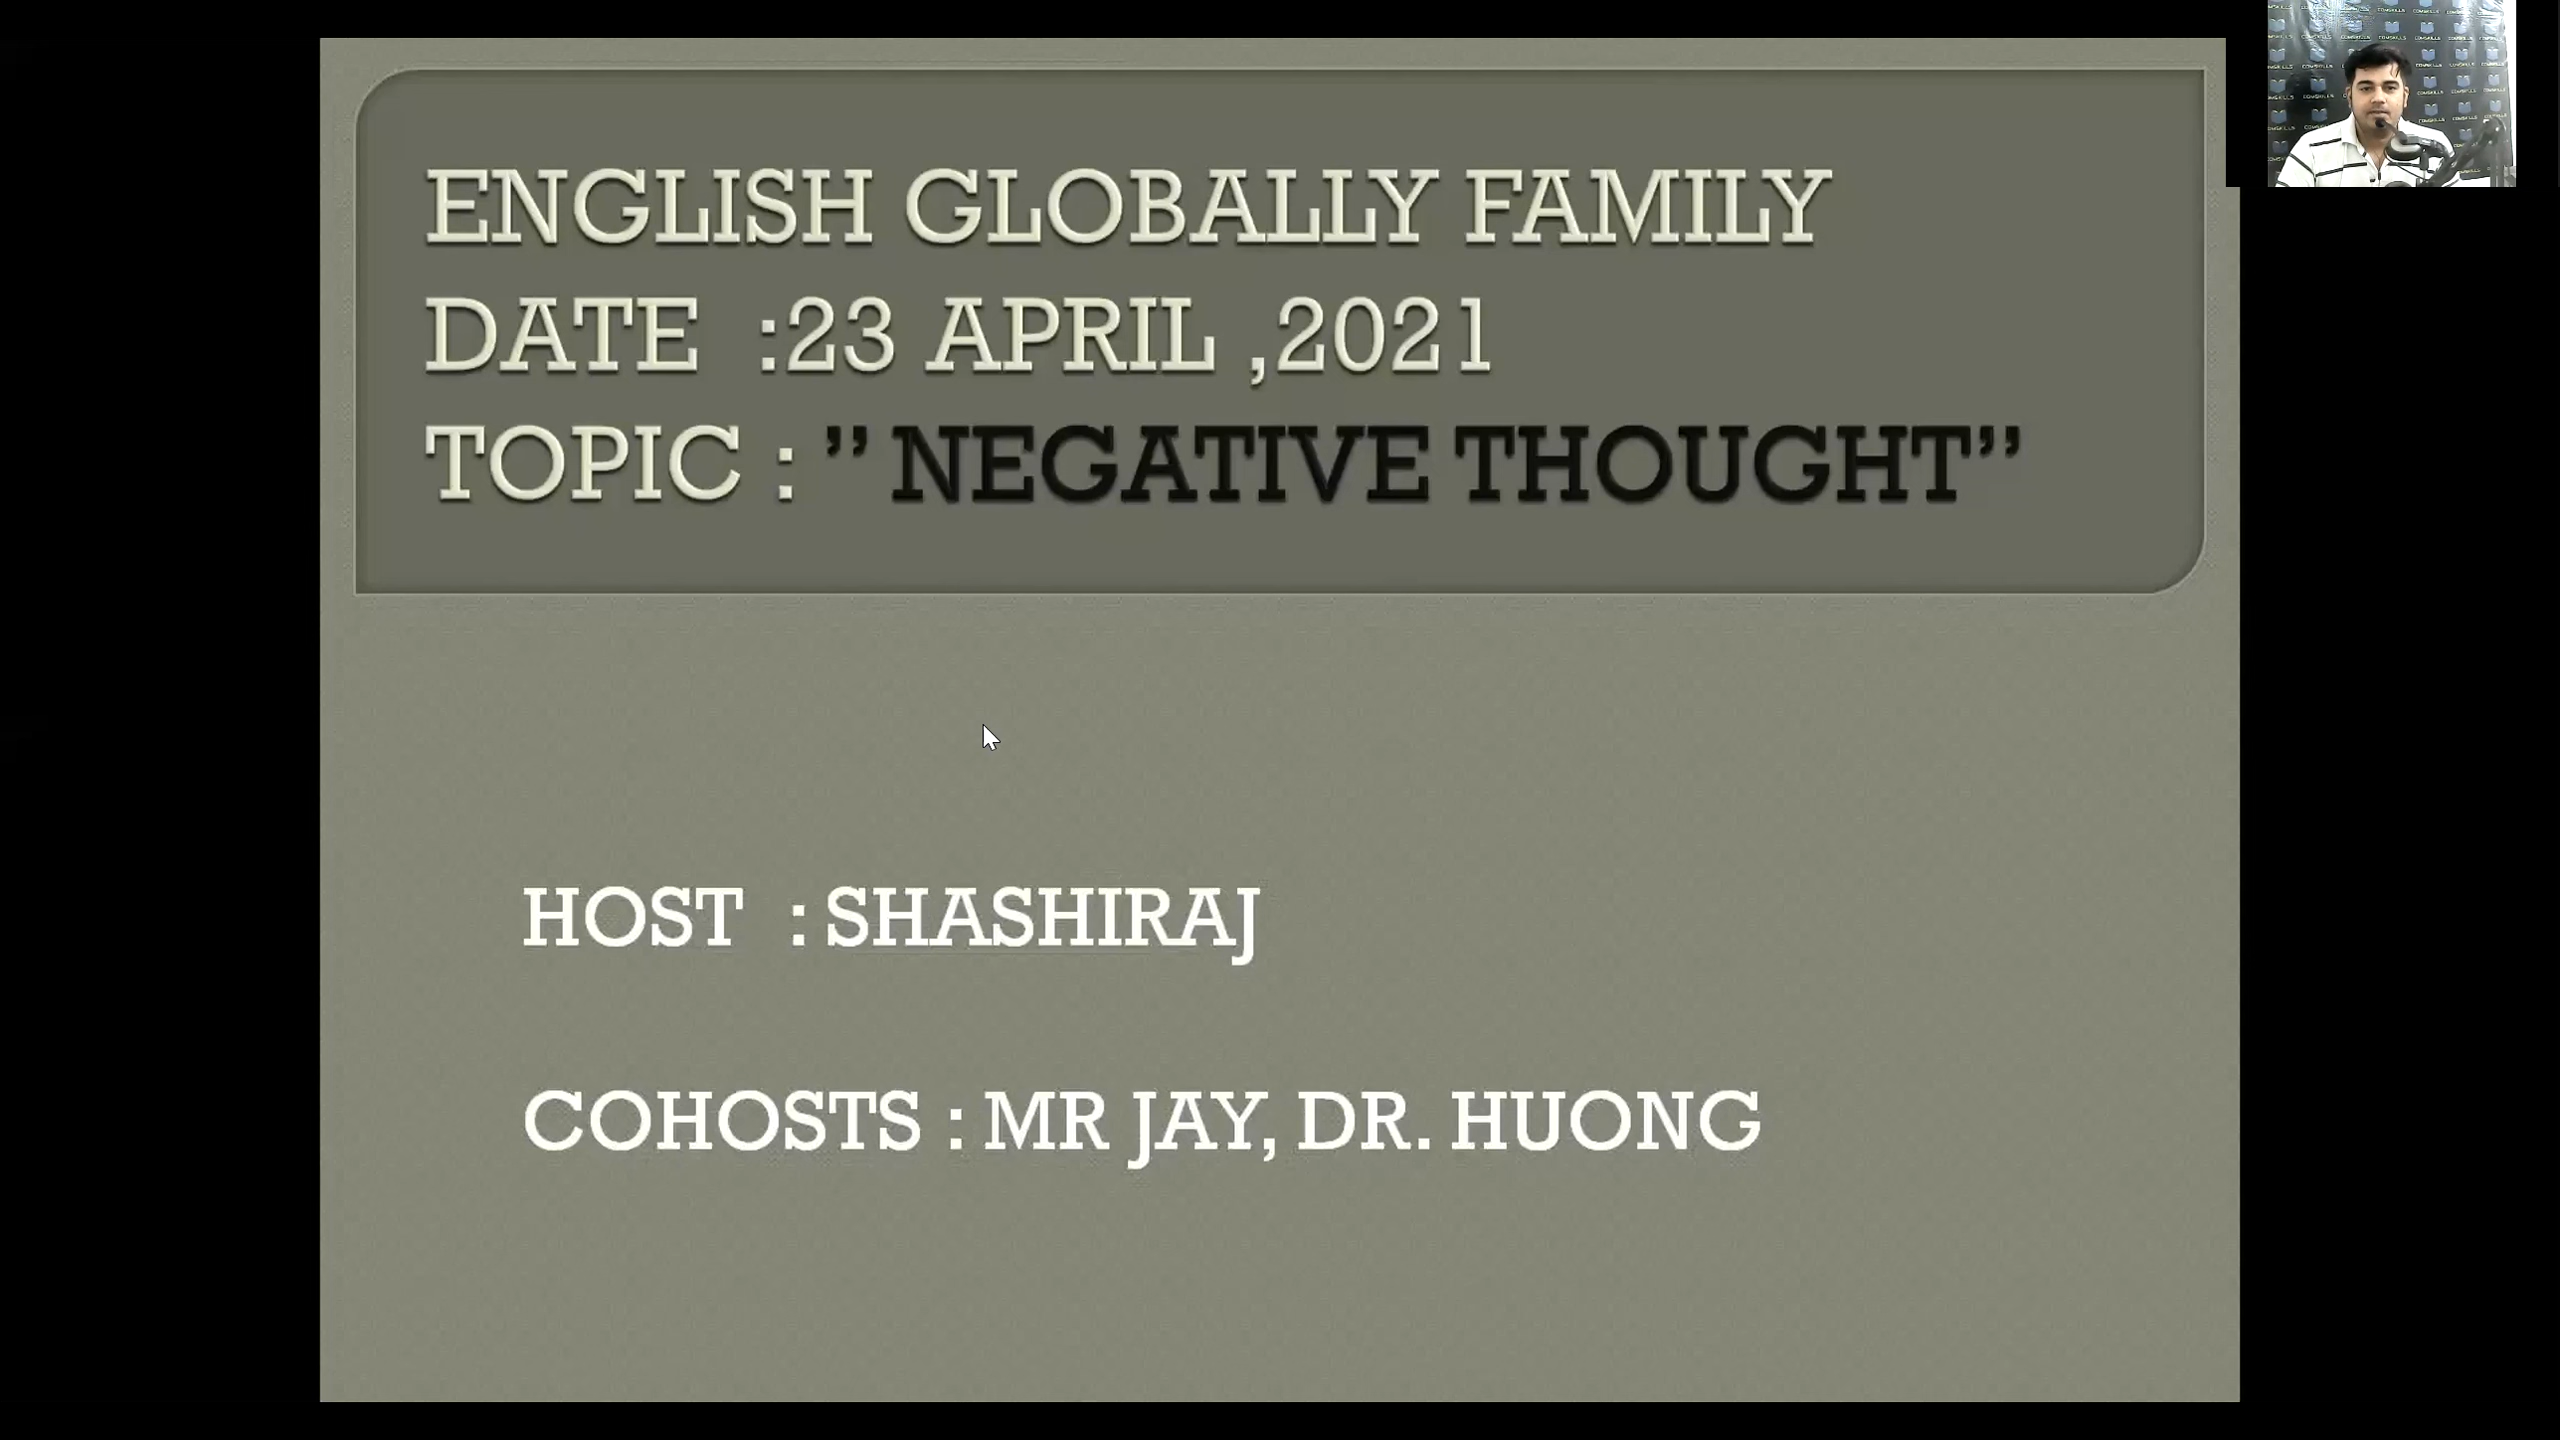 ENGLISH GLOBALLY FAMILY
DATE  :23 APRIL ,2021
TOPIC : ” NEGATIVE THOUGHT”
HOST  : SHASHIRAJ
COHOSTS : MR JAY, DR. HUONG